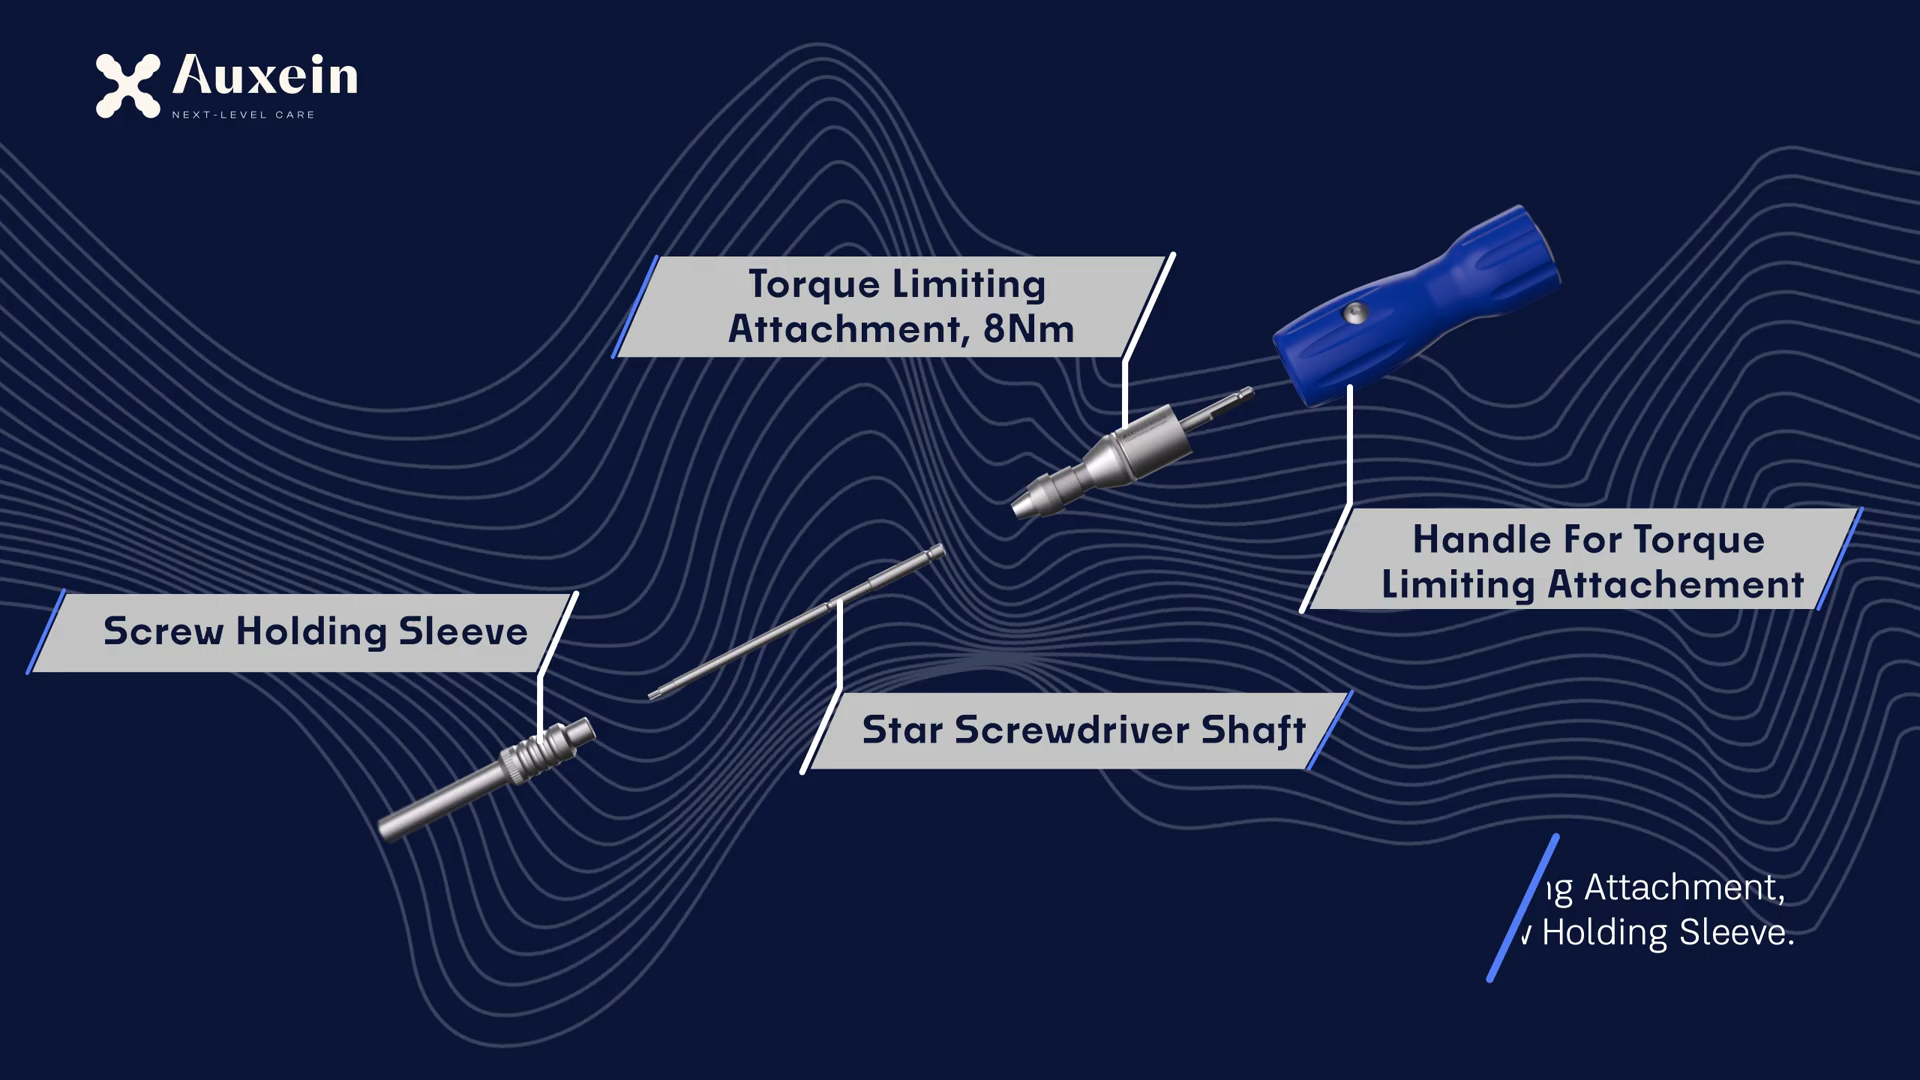 Auxein
NEXT-LEVEL CARE
Torque Limiting
Attachment, 8Nm
Handle For Torque
Limiting Attachement
Screw Holding Sleeve
Star Screwdriver Shaft
Attachment,
Holding Sleeve.